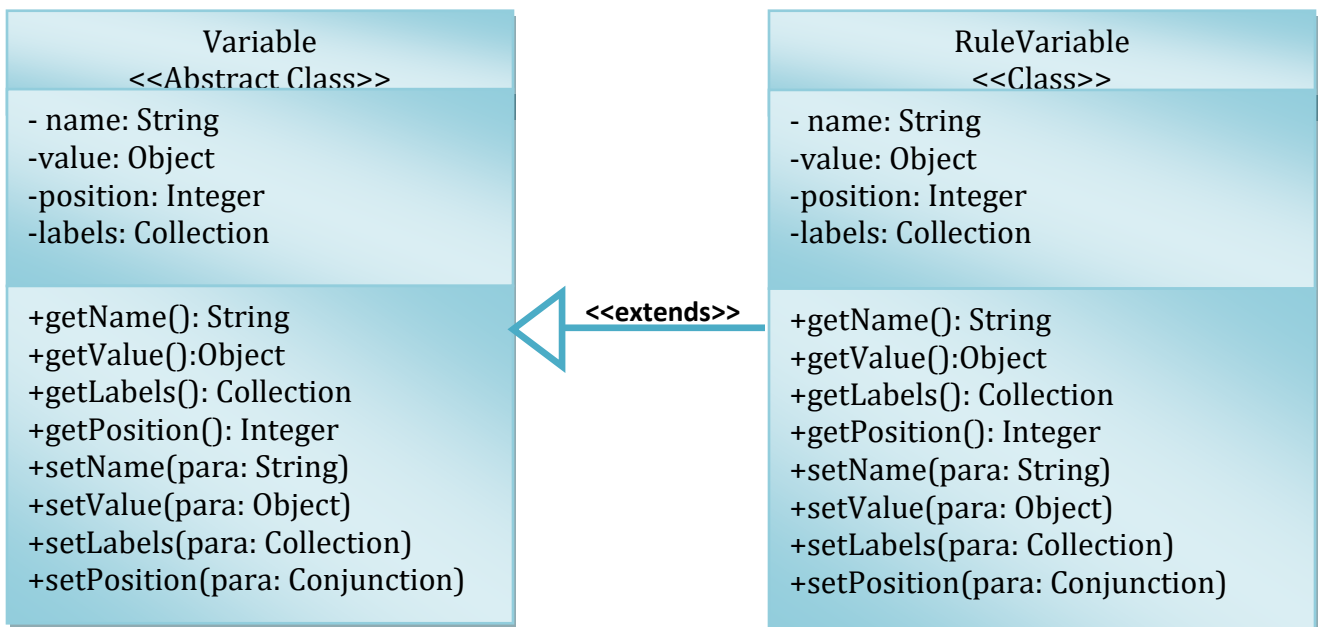 Variable
<<Abstract Class>>
- name: String
-value: Object
-position: Integer
-labels: Collection
+getName(): String
+getValue():Object
+getLabels(): Collection
+getPosition(): Integer
+setName(para: String)
+setValue(para: Object)
+setLabels(para: Collection)
+setPosition(para: Conjunction)
<<extends>>
RuleVariable
<<Class>>
- name: String
-value: Object
-position: Integer
-labels: Collection
+getName(): String
+getValue():Object
+getLabels(): Collection
+getPosition(): Integer
+setName(para: String)
+setValue(para: Object)
+setLabels(para: Collection)
+setPosition(para: Conjunction)